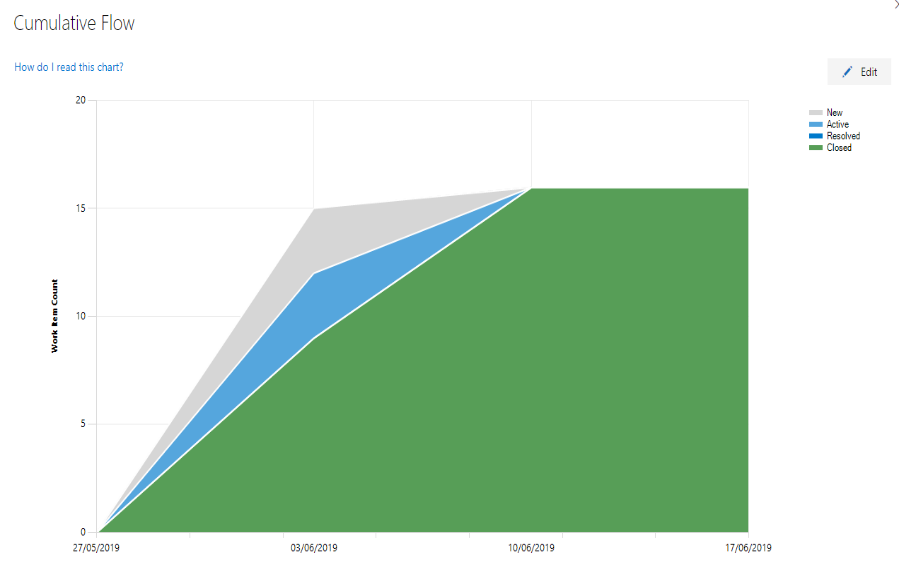 Cumulative Flow
How do I read this chart?
Edit
New
Active
Resolved
Closed
Work Item Count
20
15
10
5
0
27/05/2019
03/06/2019
10/06/2019
17/06/2019